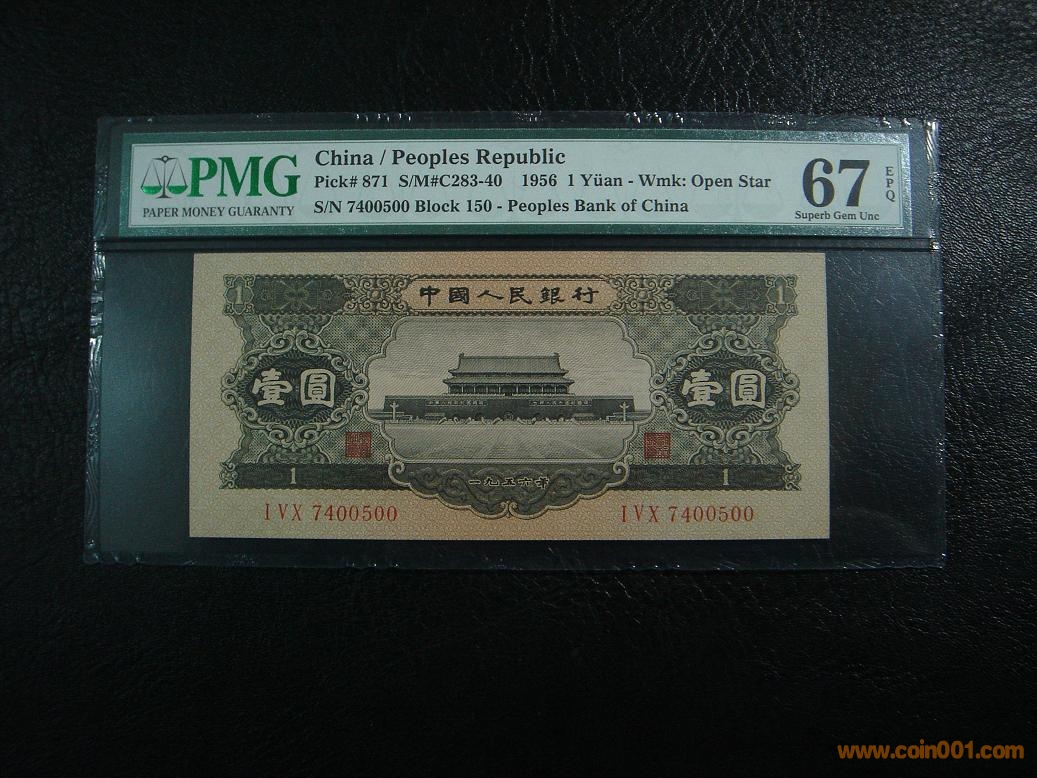 PMG
PAPER MONEY GUARANTY
China / Peoples Republic
Pick# 871 S/M#C283-40 1956 1 Yüan - Wmk: Open Star
S/N 7400500 Block 150 - Peoples Bank of China
67 EPQ
Superb Gem Unc
1 中國人民銀行 1
壹圓 壹圓
1 一九五六年 1
I V X 7400500 I V X 7400500
www.coin001.com